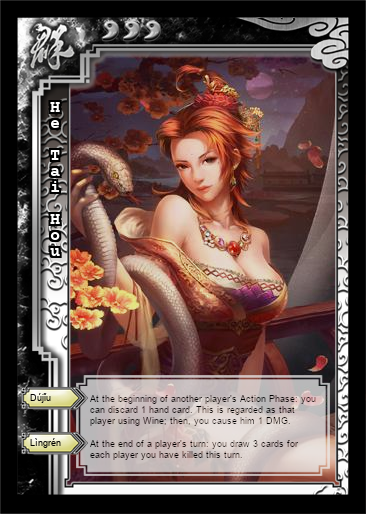 群
He Tai Hou
Dújǐu
At the beginning of another player's Action Phase: you
can discard 1 hand card. This is regarded as that
player using Wine; then, you cause him 1 DMG.
Lìngrén
At the end of a player's turn: you draw 3 cards for
each player you have killed this turn.